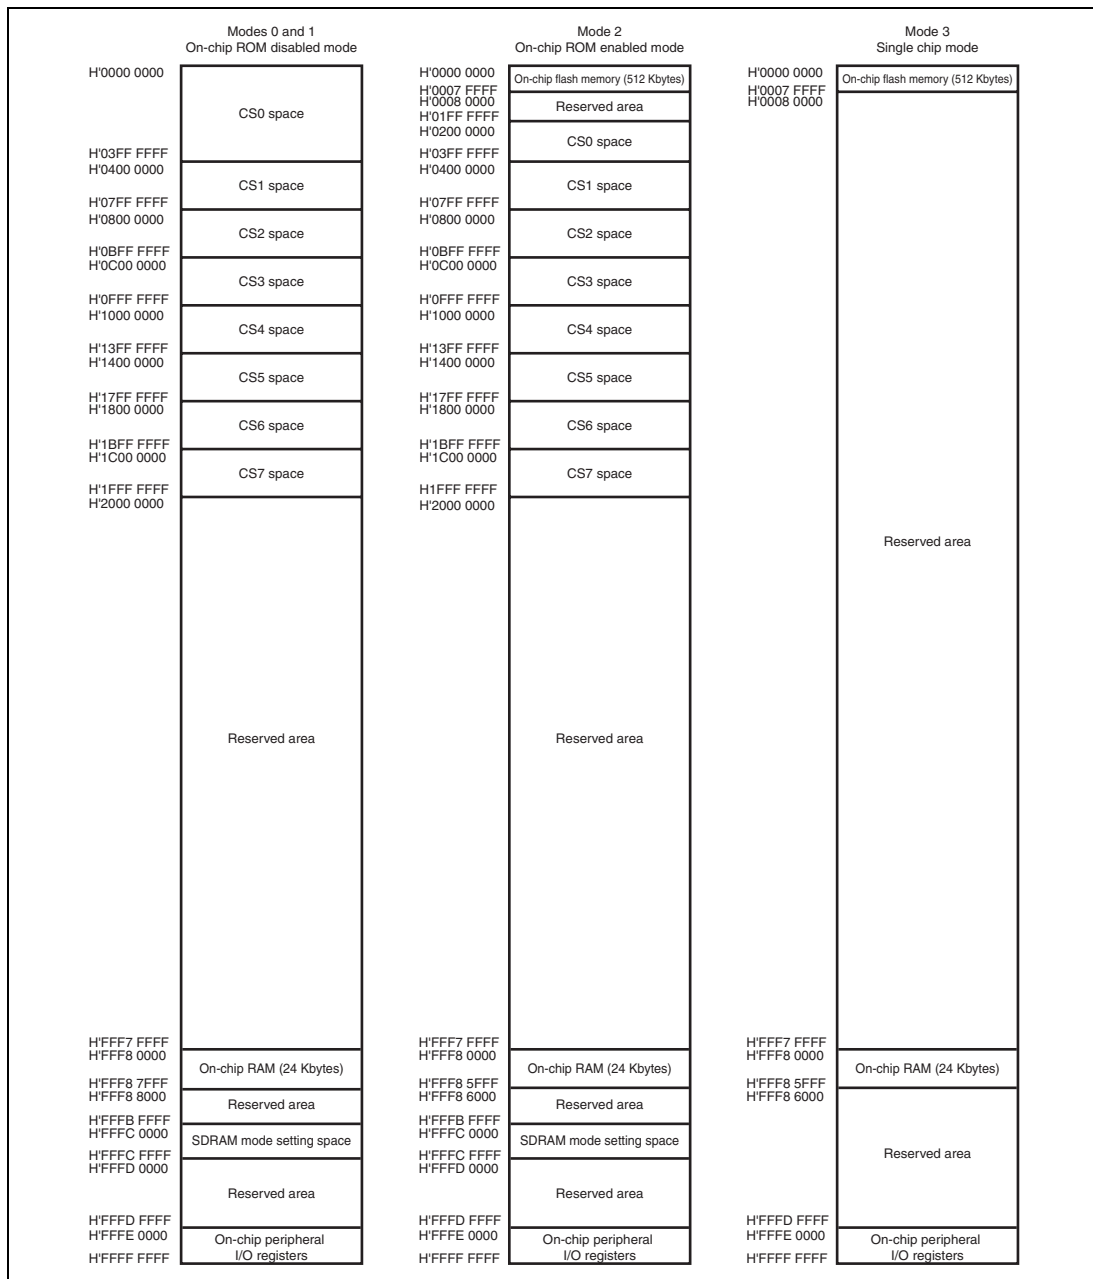 Modes 0 and 1
On-chip ROM disabled mode
H'0000 0000
CS0 space
H'03FF FFFF
H'0400 0000
CS1 space
H'07FF FFFF
H'0800 0000
CS2 space
H'0BFF FFFF
H'0C00 0000
CS3 space
H'0FFF FFFF
H'1000 0000
CS4 space
H'13FF FFFF
H'1400 0000
CS5 space
H'17FF FFFF
H'1800 0000
CS6 space
H'1BFF FFFF
H'1C00 0000
CS7 space
H'1FFF FFFF
H'2000 0000
Reserved area
H'FFF7 FFFF
H'FFF8 0000
On-chip RAM (24 Kbytes)
H'FFF8 7FFF
H'FFF8 8000
Reserved area
H'FFFB FFFF
H'FFFC 0000
SDRAM mode setting space
H'FFFC FFFF
H'FFFD 0000
Reserved area
H'FFFD FFFF
H'FFFE 0000
On-chip peripheral
I/O registers
H'FFFF FFFF
Mode 2
On-chip ROM enabled mode
H'0000 0000
On-chip flash memory (512 Kbytes)
H'0007 FFFF
H'0008 0000
Reserved area
H'01FF FFFF
H'0200 0000
CS0 space
H'03FF FFFF
H'0400 0000
CS1 space
H'07FF FFFF
H'0800 0000
CS2 space
H'0BFF FFFF
H'0C00 0000
CS3 space
H'0FFF FFFF
H'1000 0000
CS4 space
H'13FF FFFF
H'1400 0000
CS5 space
H'17FF FFFF
H'1800 0000
CS6 space
H'1BFF FFFF
H'1C00 0000
CS7 space
H1FFF FFFF
H'2000 0000
Reserved area
H'FFF7 FFFF
H'FFF8 0000
On-chip RAM (24 Kbytes)
H'FFF8 5FFF
H'FFF8 6000
Reserved area
H'FFFB FFFF
H'FFFC 0000
SDRAM mode setting space
H'FFFC FFFF
H'FFFD 0000
Reserved area
H'FFFD FFFF
H'FFFE 0000
On-chip peripheral
I/O registers
H'FFFF FFFF
Mode 3
Single chip mode
H'0000 0000
On-chip flash memory (512 Kbytes)
H'0007 FFFF
H'0008 0000
Reserved area
H'FFF7 FFFF
H'FFF8 0000
On-chip RAM (24 Kbytes)
H'FFF8 5FFF
H'FFF8 6000
Reserved area
H'FFFD FFFF
H'FFFE 0000
On-chip peripheral
I/O registers
H'FFFF FFFF